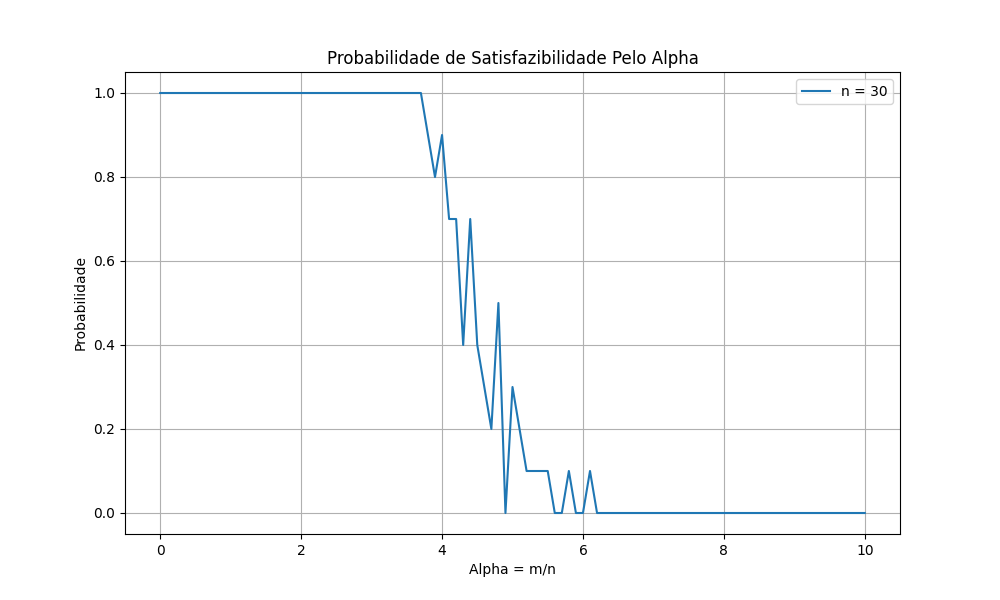 Probabilidade de Satisfazibilidade Pelo Alpha
n = 30
Probabilidade
1.0
0.8
0.6
0.4
0.2
0.0
0 2 4 6 8 10
Alpha = m/n